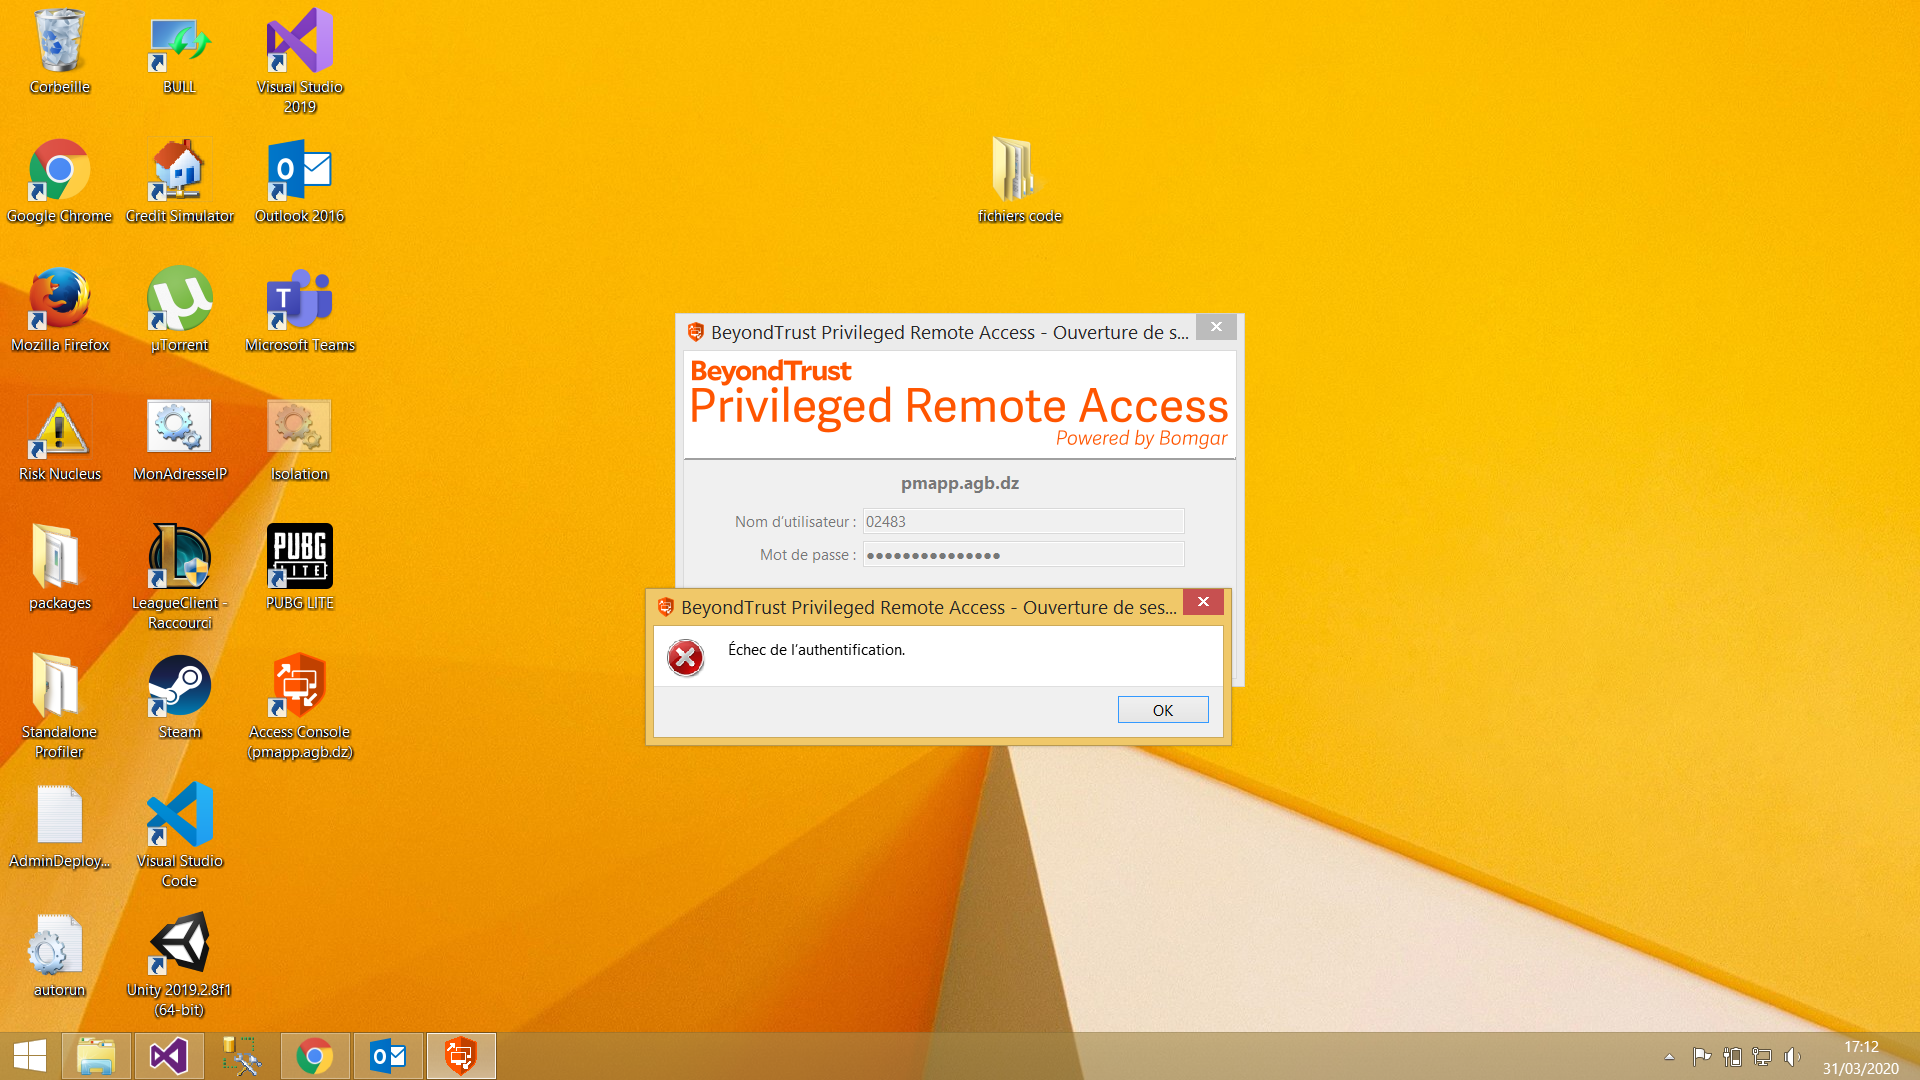 Corbeille
BULL
Visual Studio
2019
Google Chrome
Credit Simulator
Outlook 2016
fichiers code
Mozilla Firefox
µTorrent
Microsoft Teams
Risk Nucleus
MonAdresseIP
Isolation
packages
LeagueClient -
Raccourci
PUBG
LITE
PUBG LITE
Standalone
Profiler
Steam
Access Console
(pmapp.agb.dz)
AdminDeploy...
Visual Studio
Code
autorun
Unity 2019.2.8f1
(64-bit)
BeyondTrust Privileged Remote Access - Ouverture de s...
BeyondTrust
Privileged Remote Access
Powered by Bomgar
pmapp.agb.dz
Nom d'utilisateur : 02483
Mot de passe : ●●●●●●●●●●●●●●●
BeyondTrust Privileged Remote Access - Ouverture de ses...
Échec de l'authentification.
OK
17:12
31/03/2020